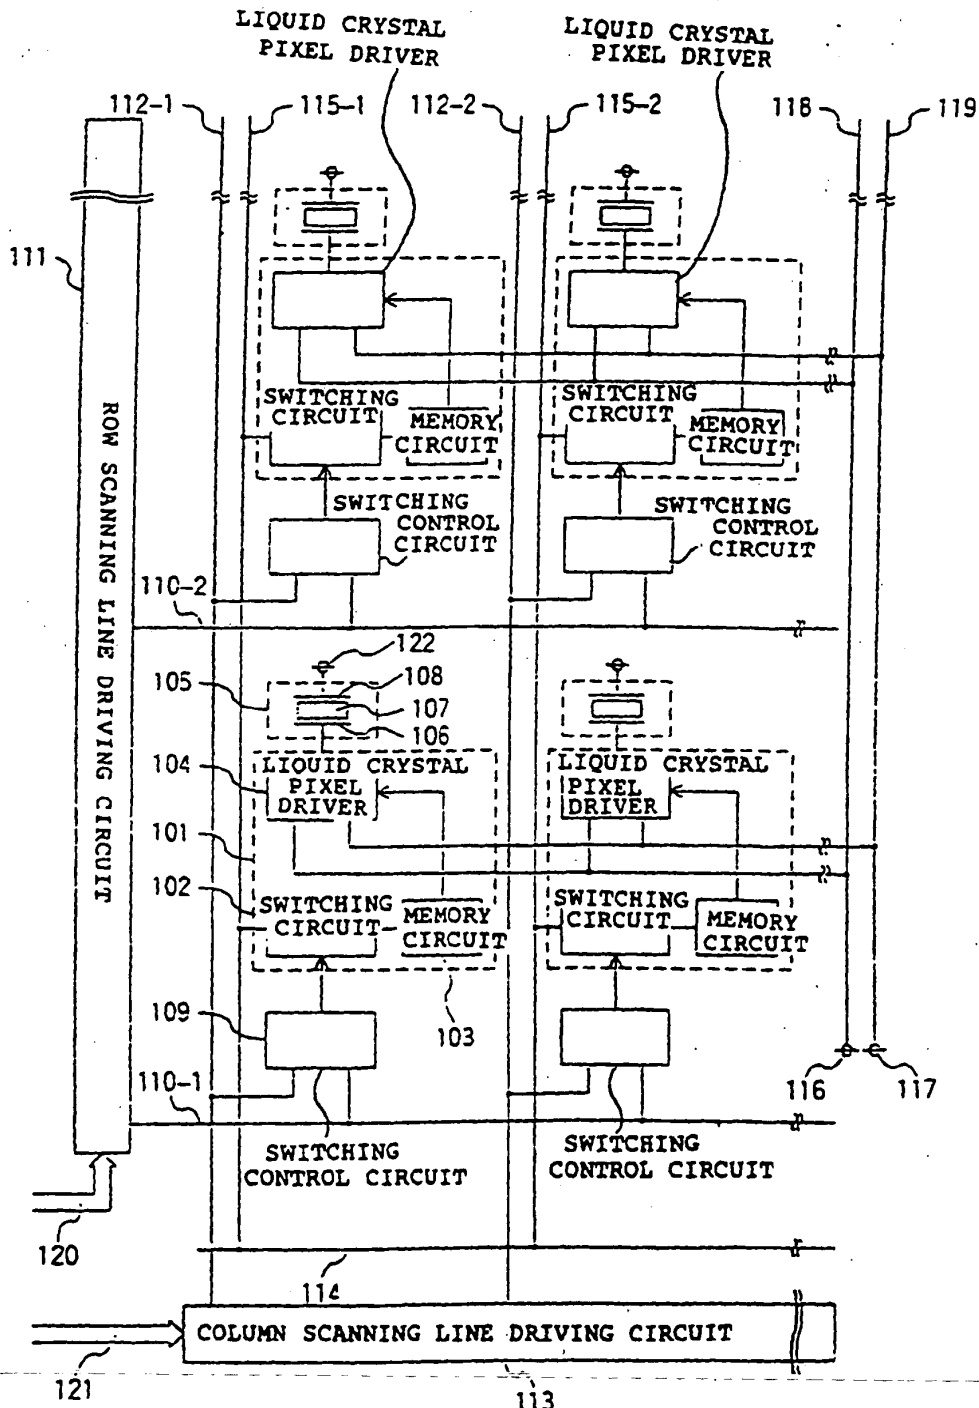 LIQUID CRYSTAL
PIXEL DRIVER
LIQUID CRYSTAL
PIXEL DRIVER
112-1
115-1
112-2
115-2
118
119
111
ROW SCANNING LINE DRIVING CIRCUIT
SWITCHING
CIRCUIT
MEMORY
CIRCUIT
SWITCHING
CIRCUIT
MEMORY
CIRCUIT
SWITCHING
CONTROL
CIRCUIT
SWITCHING
CONTROL
CIRCUIT
110-2
122
105
108
107
106
104
LIQUID CRYSTAL
PIXEL
DRIVER
LIQUID CRYSTAL
PIXEL
DRIVER
101
102
SWITCHING
CIRCUIT
MEMORY
CIRCUIT
SWITCHING
CIRCUIT
MEMORY
CIRCUIT
109
103
116
117
110-1
SWITCHING
CONTROL CIRCUIT
SWITCHING
CONTROL CIRCUIT
120
114
COLUMN SCANNING LINE DRIVING CIRCUIT
121
113